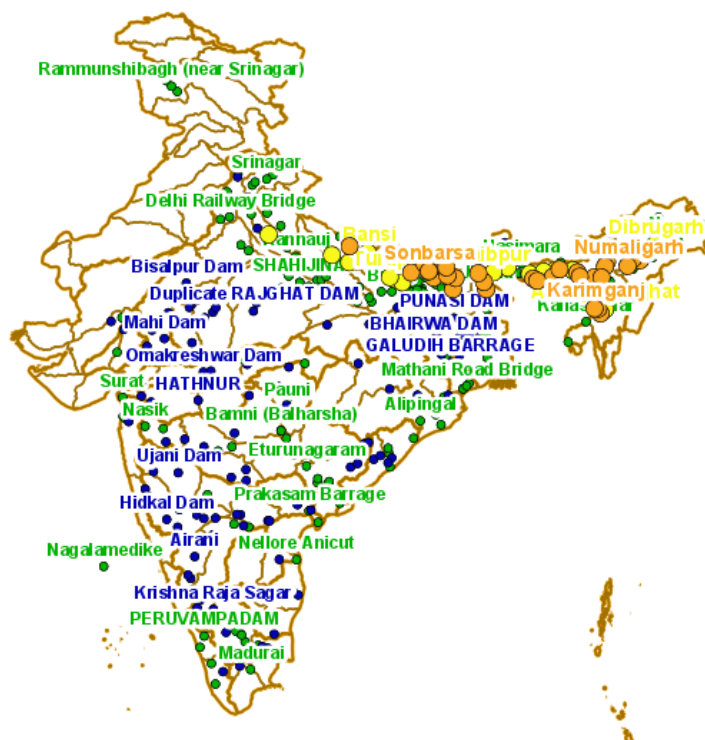 Rammunshibagh (near Srinagar)
Srinagar
Delhi Railway Bridge
Dibrugarh
Bansi
Kannauj
Hasimara
Numaligarh
Sonbarsa
Bisalpur Dam
Karimganj
Duplicate RAJGHAT DAM
PUNASI DAM
Mahi Dam
BHAIRWA DAM
GALUDIH BARRAGE
Omakreshwar Dam
Mathani Road Bridge
Surat
HATHNUR
Pauni
Nasik
Bamni (Balharsha)
Alipingal
Ujani Dam
Eturunagaram
Prakasam Barrage
Hidkal Dam
Airani
Nellore Anicut
Nagalamedike
Krishna Raja Sagar
PERUVAMPADAM
Madurai